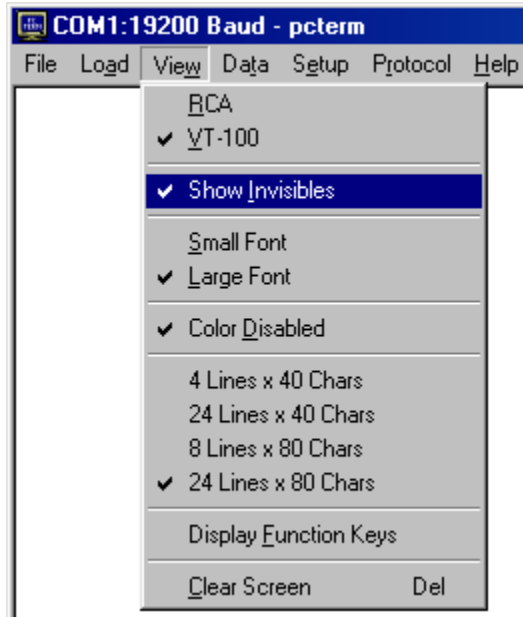 COM1:19200 Baud - pcterm
File Load View Data Setup Protocol Help
RCA
VT-100
Show Invisibles
Small Font
Large Font
Color Disabled
4 Lines x 40 Chars
24 Lines x 40 Chars
8 Lines x 80 Chars
24 Lines x 80 Chars
Display Function Keys
Clear Screen Del